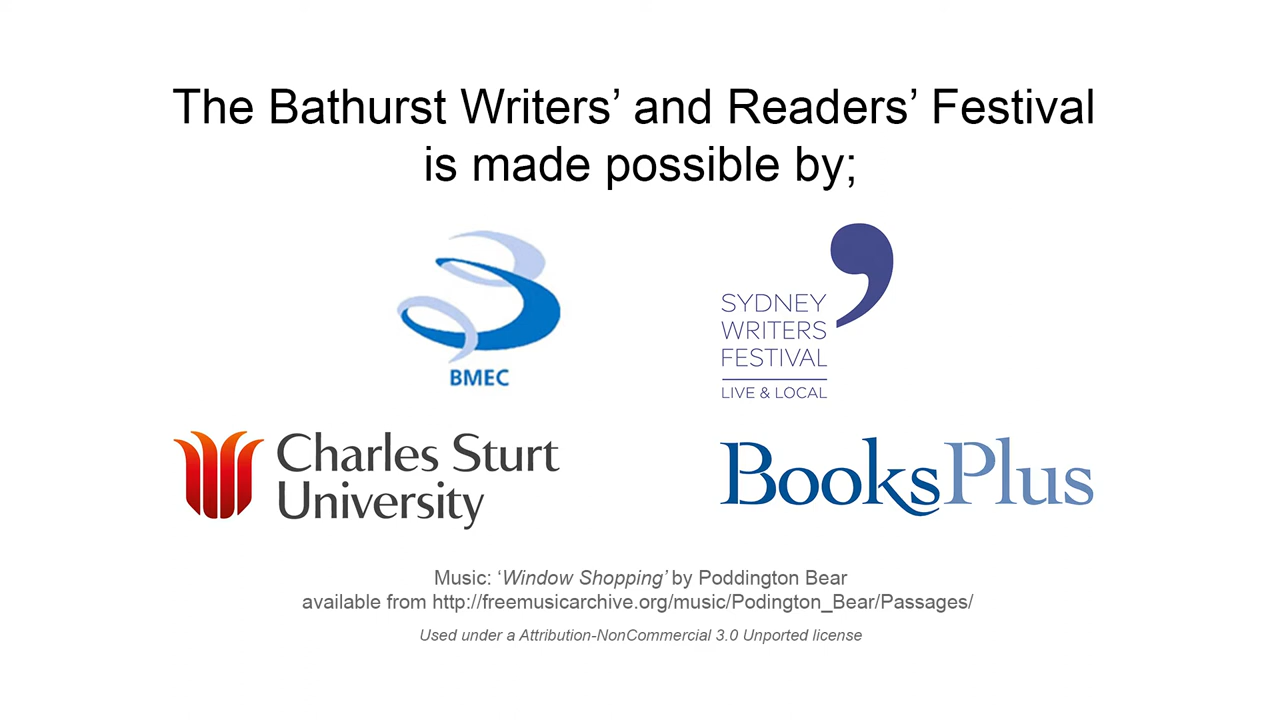 The Bathurst Writers’ and Readers’ Festival
is made possible by;
BMEC
SYDNEY
WRITERS
FESTIVAL
LIVE & LOCAL
Charles Sturt
University
BooksPlus
Music: ‘Window Shopping’ by Poddington Bear
available from http://freemusicarchive.org/music/Podington_Bear/Passages/
Used under a Attribution-NonCommercial 3.0 Unported license